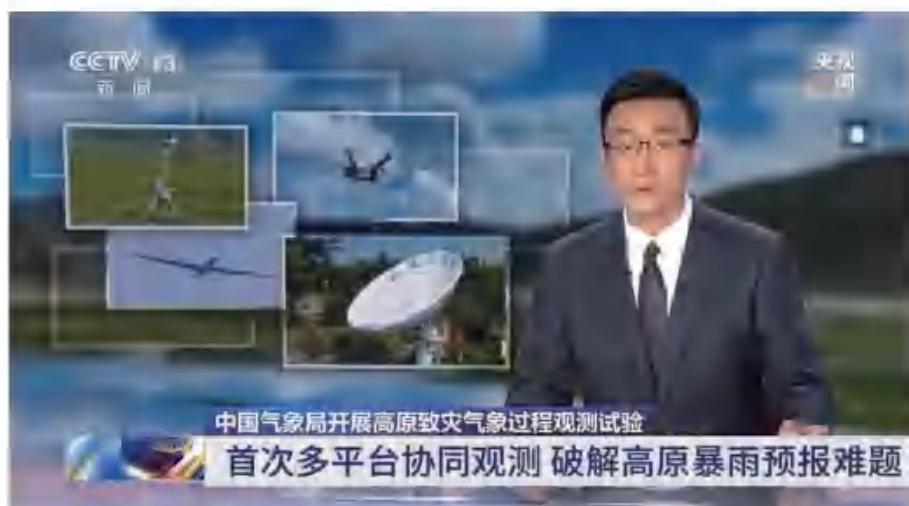 CCTV 13
新闻
央视
闻
中国气象局开展高原致灾气象过程观测试验
首次多平台协同观测 破解高原暴雨预报难题